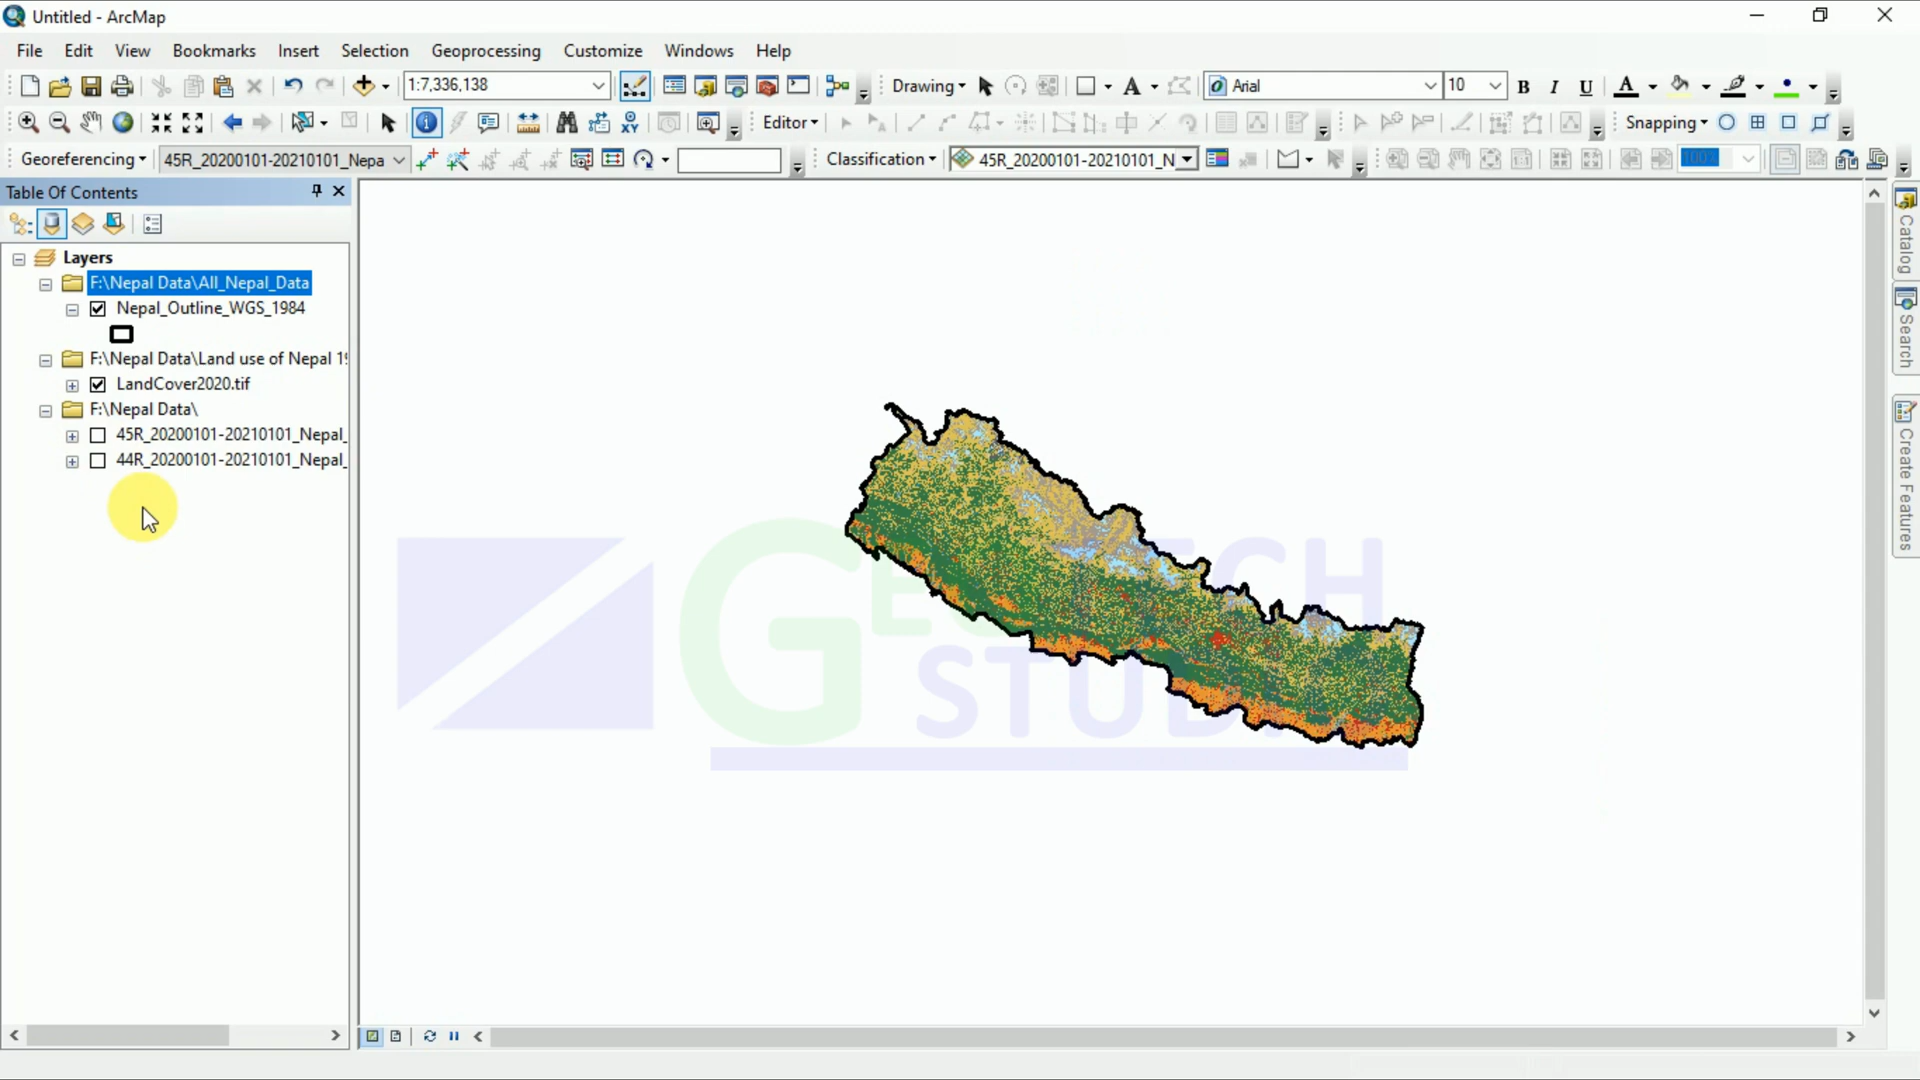 Untitled - ArcMap
File Edit View Bookmarks Insert Selection Geoprocessing Customize Windows Help
1:7,336,138 Drawing A Arial 10 B I U A
Editor Snapping
Georeferencing 45R_20200101-20210101_Nepa Classification 45R_20200101-20210101_N 100%
Table Of Contents
Layers
F:\Nepal Data\All_Nepal_Data
Nepal_Outline_WGS_1984
F:\Nepal Data\Land use of Nepal 19
LandCover2020.tif
F:\Nepal Data\
45R_20200101-20210101_Nepal_
44R_20200101-20210101_Nepal_
Catalog
Search
Create Features